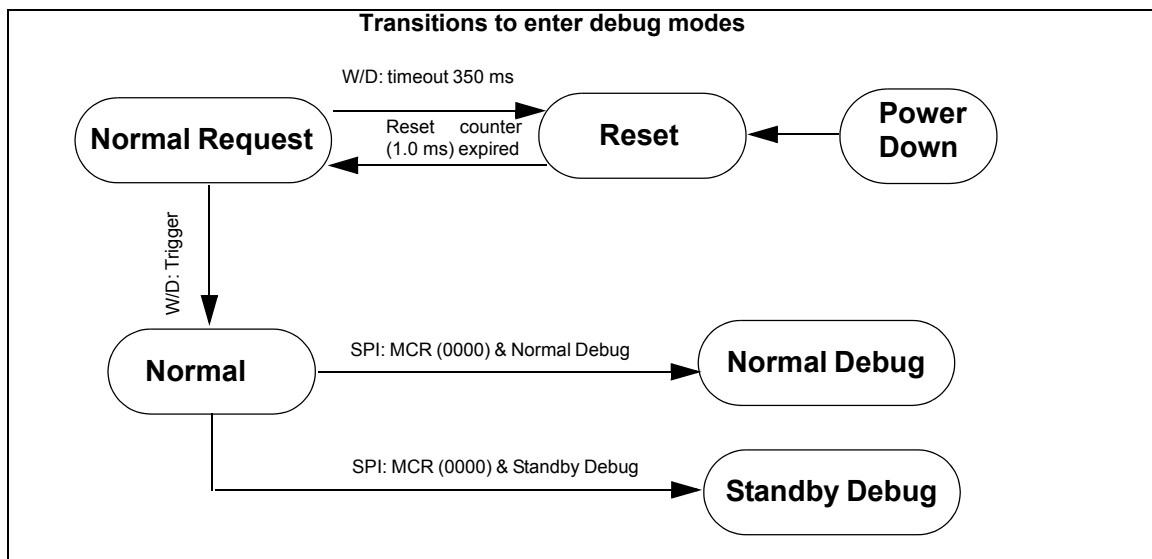 Transitions to enter debug modes
W/D: timeout 350 ms
Normal Request
Reset counter
(1.0 ms) expired
Reset
Power
Down
W/D: Trigger
Normal
SPI: MCR (0000) & Normal Debug
Normal Debug
SPI: MCR (0000) & Standby Debug
Standby Debug